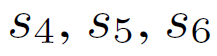 s₄, s₅, s₆